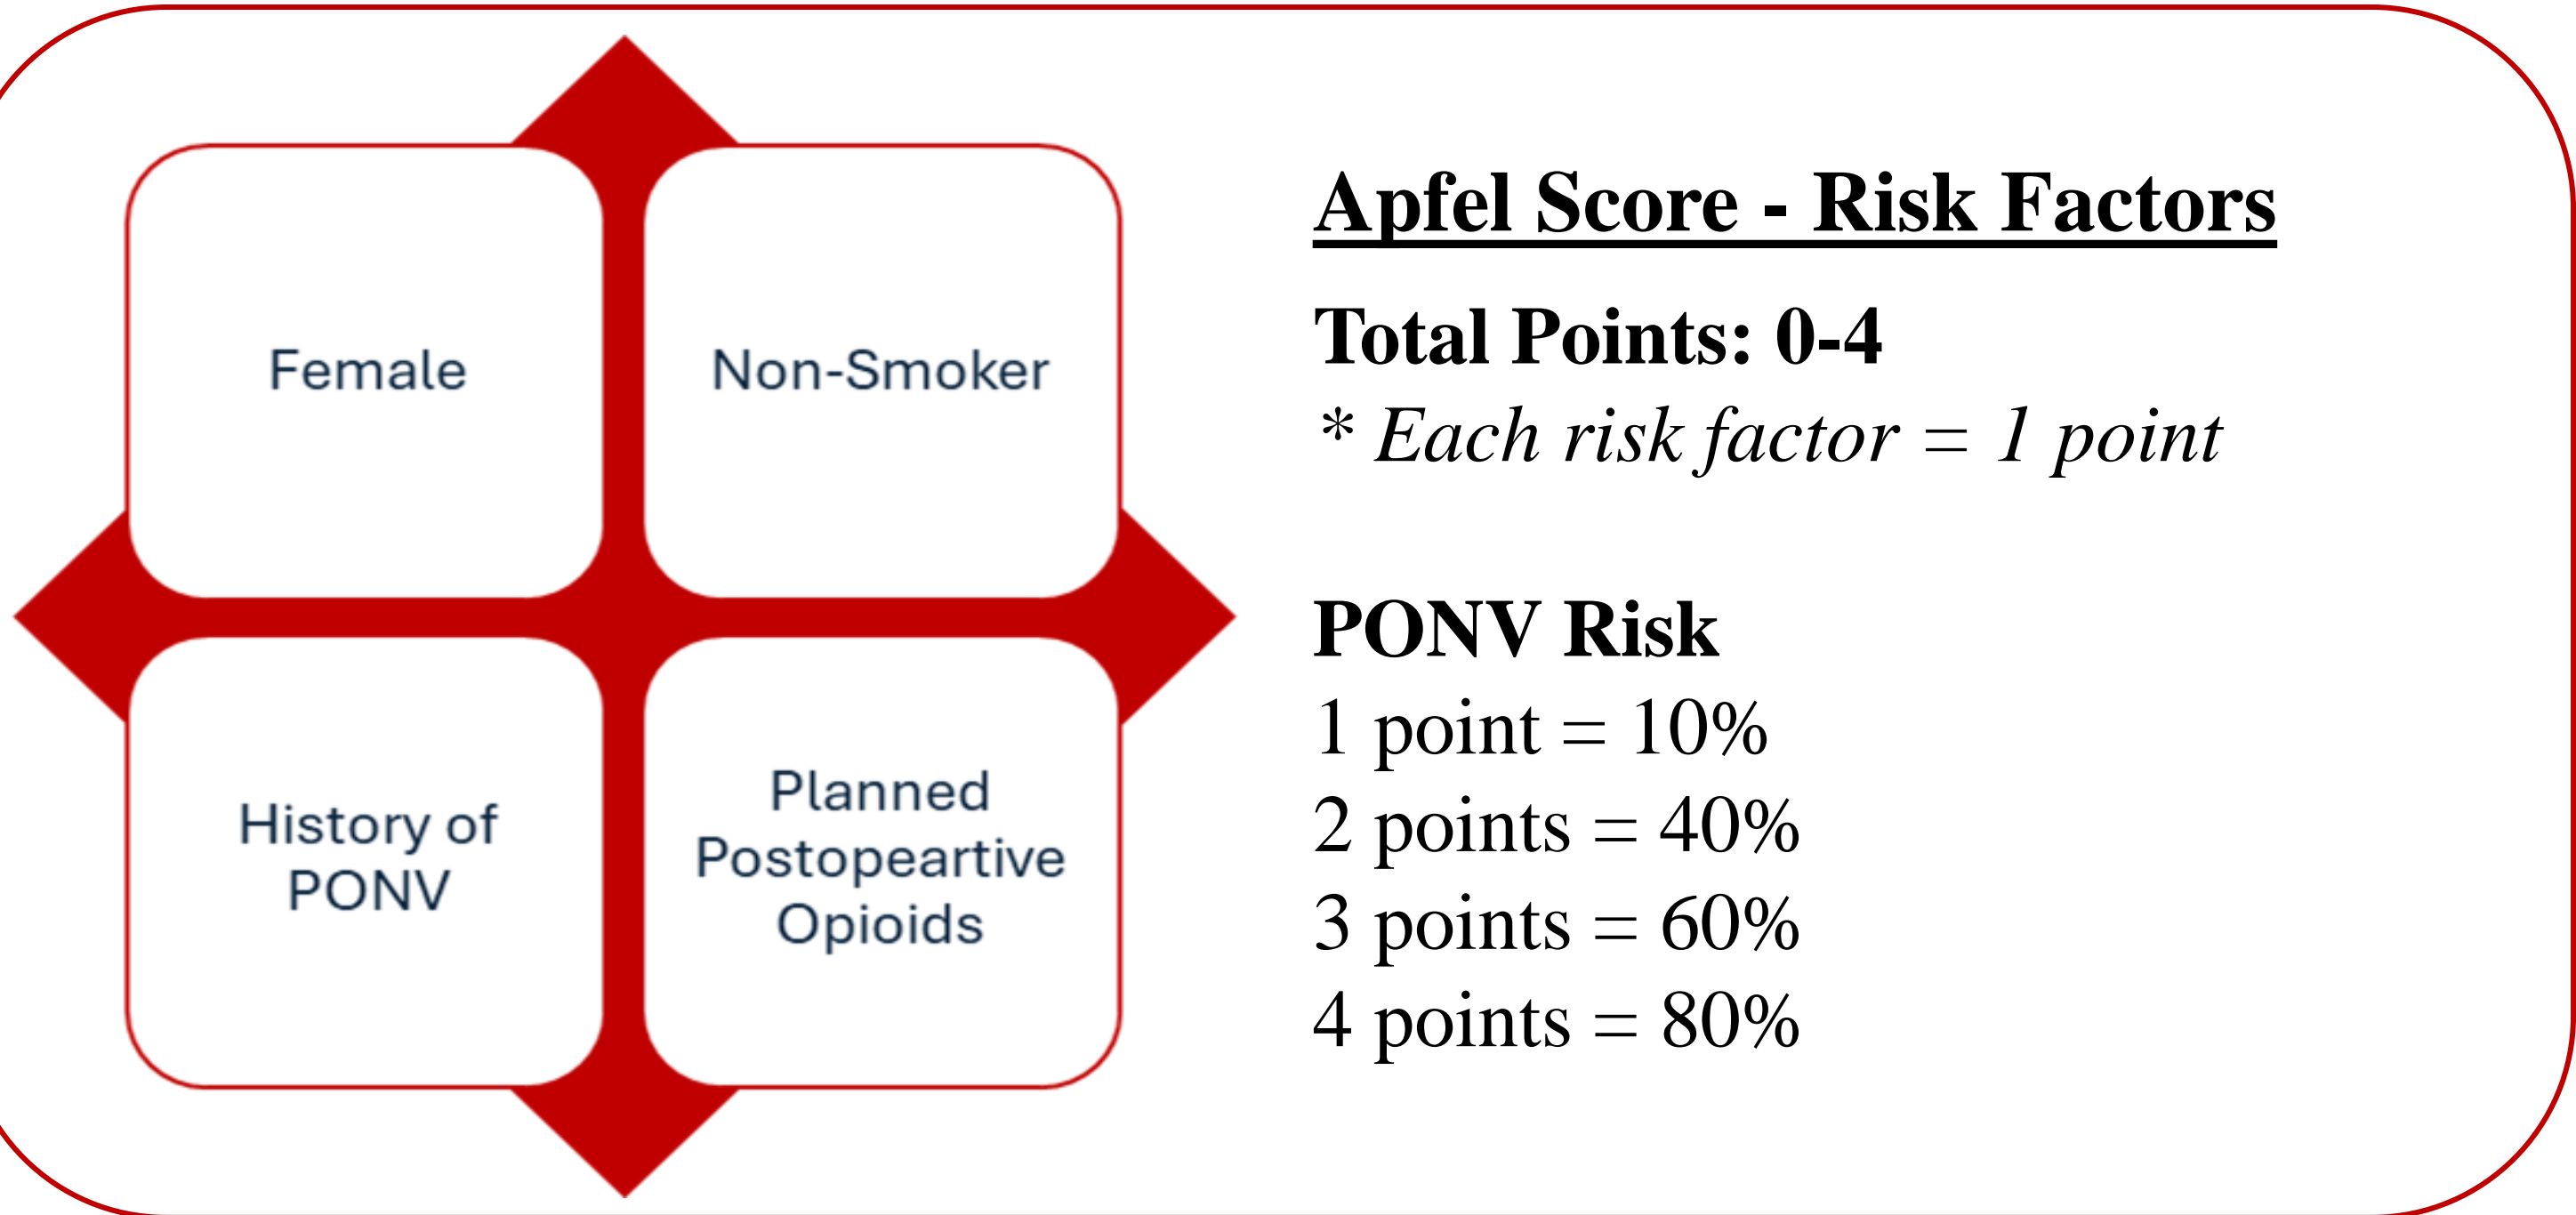 Female
Non-Smoker
History of
PONV
Planned
Postopeartive
Opioids
Apfel Score - Risk Factors
Total Points: 0-4
* Each risk factor = 1 point
PONV Risk
1 point = 10%
2 points = 40%
3 points = 60%
4 points = 80%